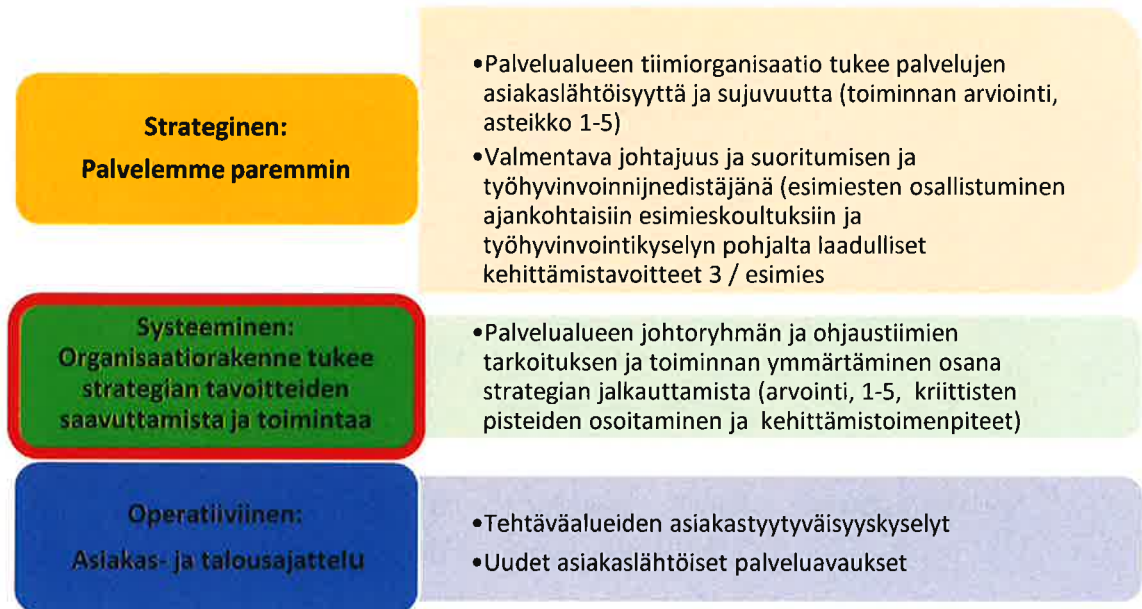 Strateginen:
Palvelemme paremmin
•Palvelualueen tiimiorganisaatio tukee palvelujen
asiakaslähtöisyyttä ja sujuvuutta (toiminnan arviointi,
asteikko 1-5)
•Valmentava johtajuus ja suoritumisen ja
työhyvinvoinnijnedistäjänä (esimiesten osallistuminen
ajankohtaisiin esimieskoultuksiin ja
työhyvinvointikyselyn pohjalta laadulliset
kehittämistavoitteet 3 / esimies
Systeeminen:
Organisaatiorakenne tukee
strategian tavoitteiden
saavuttamista ja toimintaa
•Palvelualueen johtoryhmän ja ohjaustiimien
tarkoituksen ja toiminnan ymmärtäminen osana
strategian jalkauttamista (arvointi, 1-5, kriittisten
pisteiden osoitaminen ja kehittämistoimenpiteet)
Operatiiviinen:
Asiakas- ja talousajattelu
•Tehtäväalueiden asiakastyytyväisyyskyselyt
•Uudet asiakaslähtöiset palveluavaukset